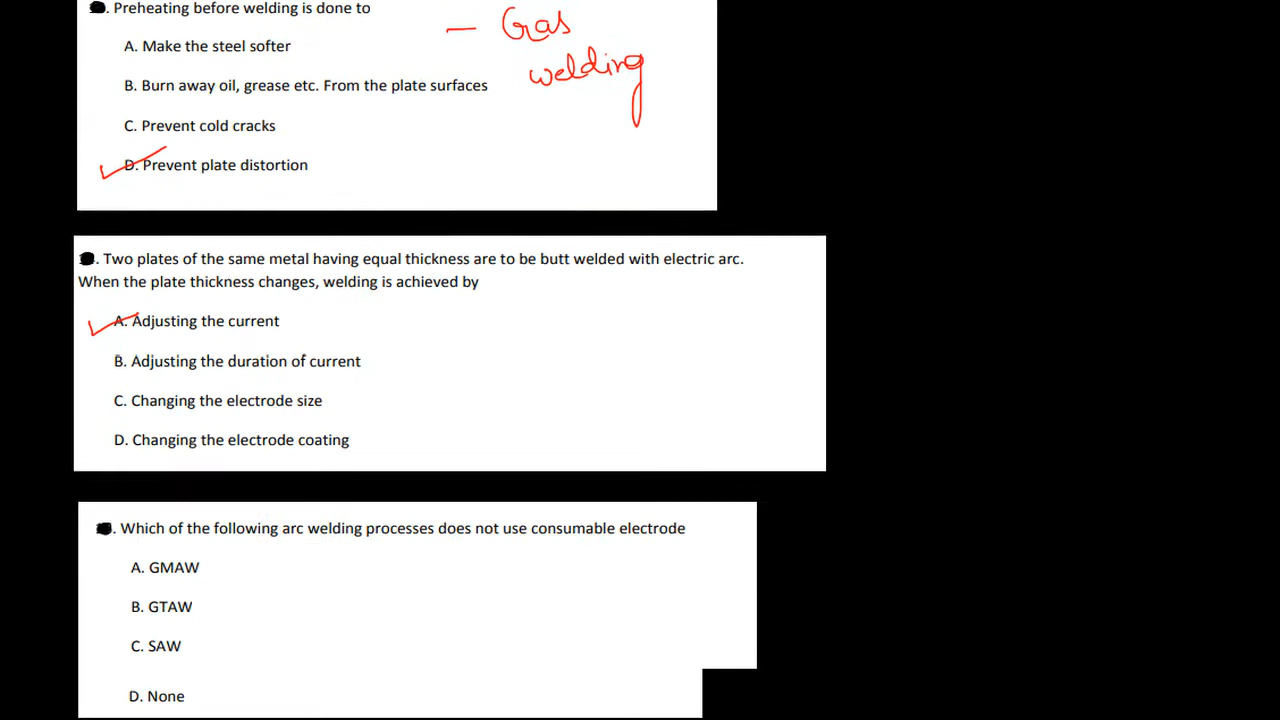 . Preheating before welding is done to
— Gas
A. Make the steel softer
welding
B. Burn away oil, grease etc. From the plate surfaces
C. Prevent cold cracks
D. Prevent plate distortion
. Two plates of the same metal having equal thickness are to be butt welded with electric arc.
When the plate thickness changes, welding is achieved by
A. Adjusting the current
B. Adjusting the duration of current
C. Changing the electrode size
D. Changing the electrode coating
. Which of the following arc welding processes does not use consumable electrode
A. GMAW
B. GTAW
C. SAW
D. None